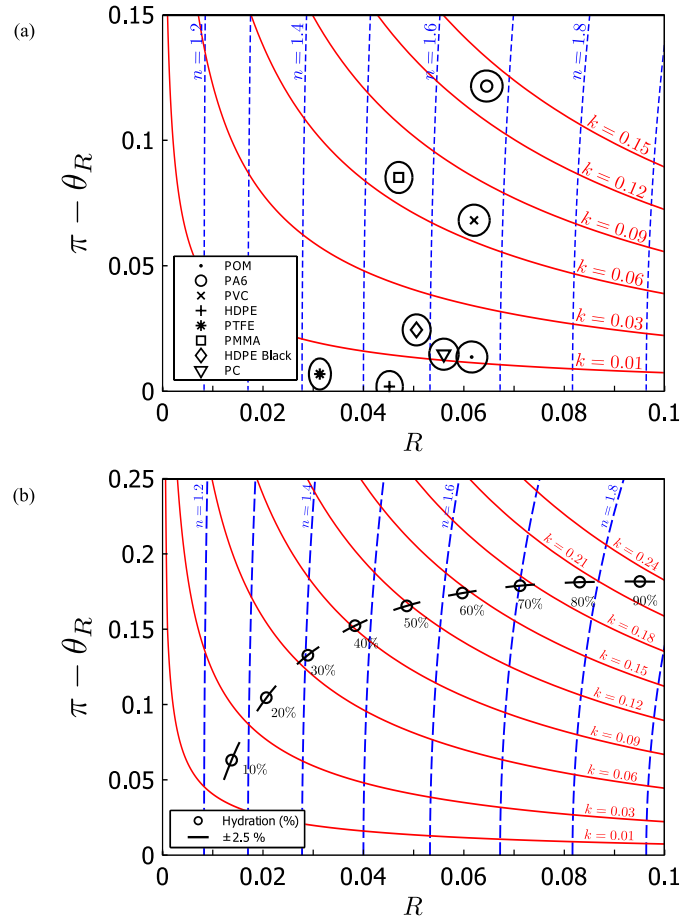 (a)
0.15
0.1
0.05
0
π − θ_R
n = 1.2
n = 1.4
n = 1.6
n = 1.8
k = 0.15
k = 0.12
k = 0.09
k = 0.06
k = 0.03
k = 0.01
POM
PA6
PVC
HDPE
PTFE
PMMA
HDPE Black
PC
0
0.02
0.04
0.06
0.08
0.1
R
(b)
0.25
0.2
0.15
0.1
0.05
0
π − θ_R
n = 1.2
n = 1.4
n = 1.6
n = 1.8
k = 0.24
k = 0.21
k = 0.18
k = 0.15
k = 0.12
k = 0.09
k = 0.06
k = 0.03
k = 0.01
10%
20%
30%
40%
50%
60%
70%
80%
90%
Hydration (%)
±2.5 %
0
0.02
0.04
0.06
0.08
0.1
R